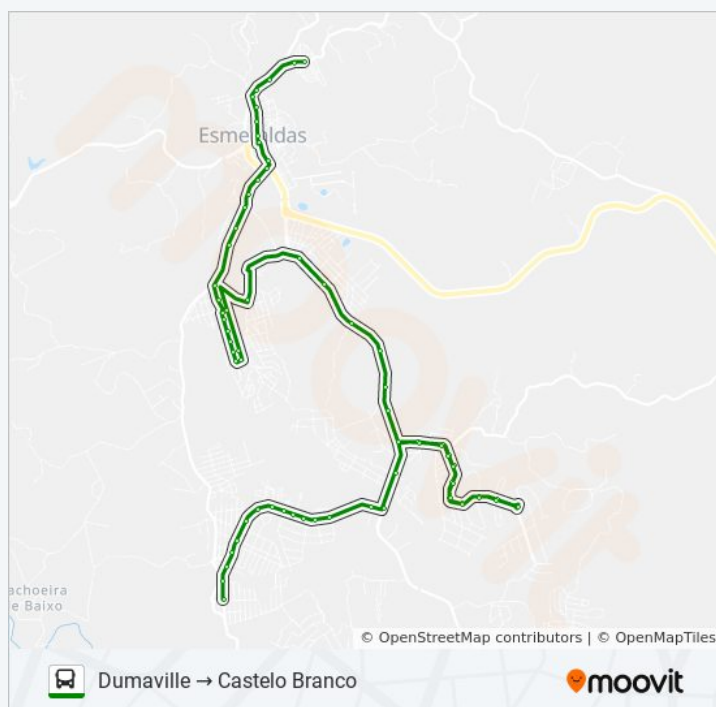 Esmeraldas
achoeira
e Baixo
© OpenStreetMap contributors | © OpenMapTiles
Dumaville → Castelo Branco
moovit